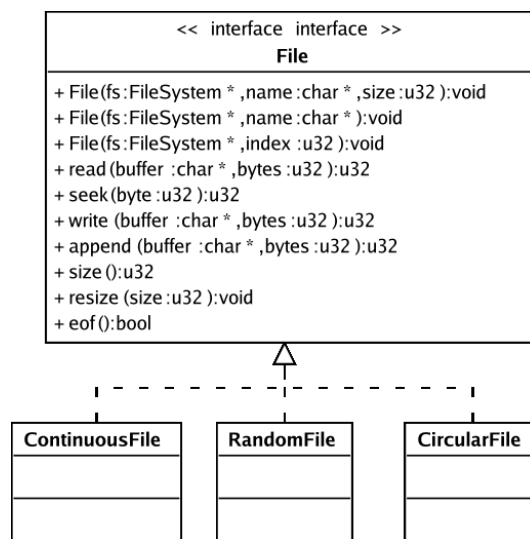 << interface interface >>
File
+ File(fs:FileSystem * ,name:char * ,size:u32 ):void
+ File(fs:FileSystem * ,name:char * ):void
+ File(fs:FileSystem * ,index :u32 ):void
+ read (buffer :char * ,bytes :u32 ):u32
+ seek(byte:u32 ):u32
+ write (buffer :char * ,bytes :u32 ):u32
+ append (buffer :char * ,bytes :u32 ):u32
+ size ():u32
+ resize (size :u32 ):void
+ eof ():bool
ContinuousFile RandomFile CircularFile